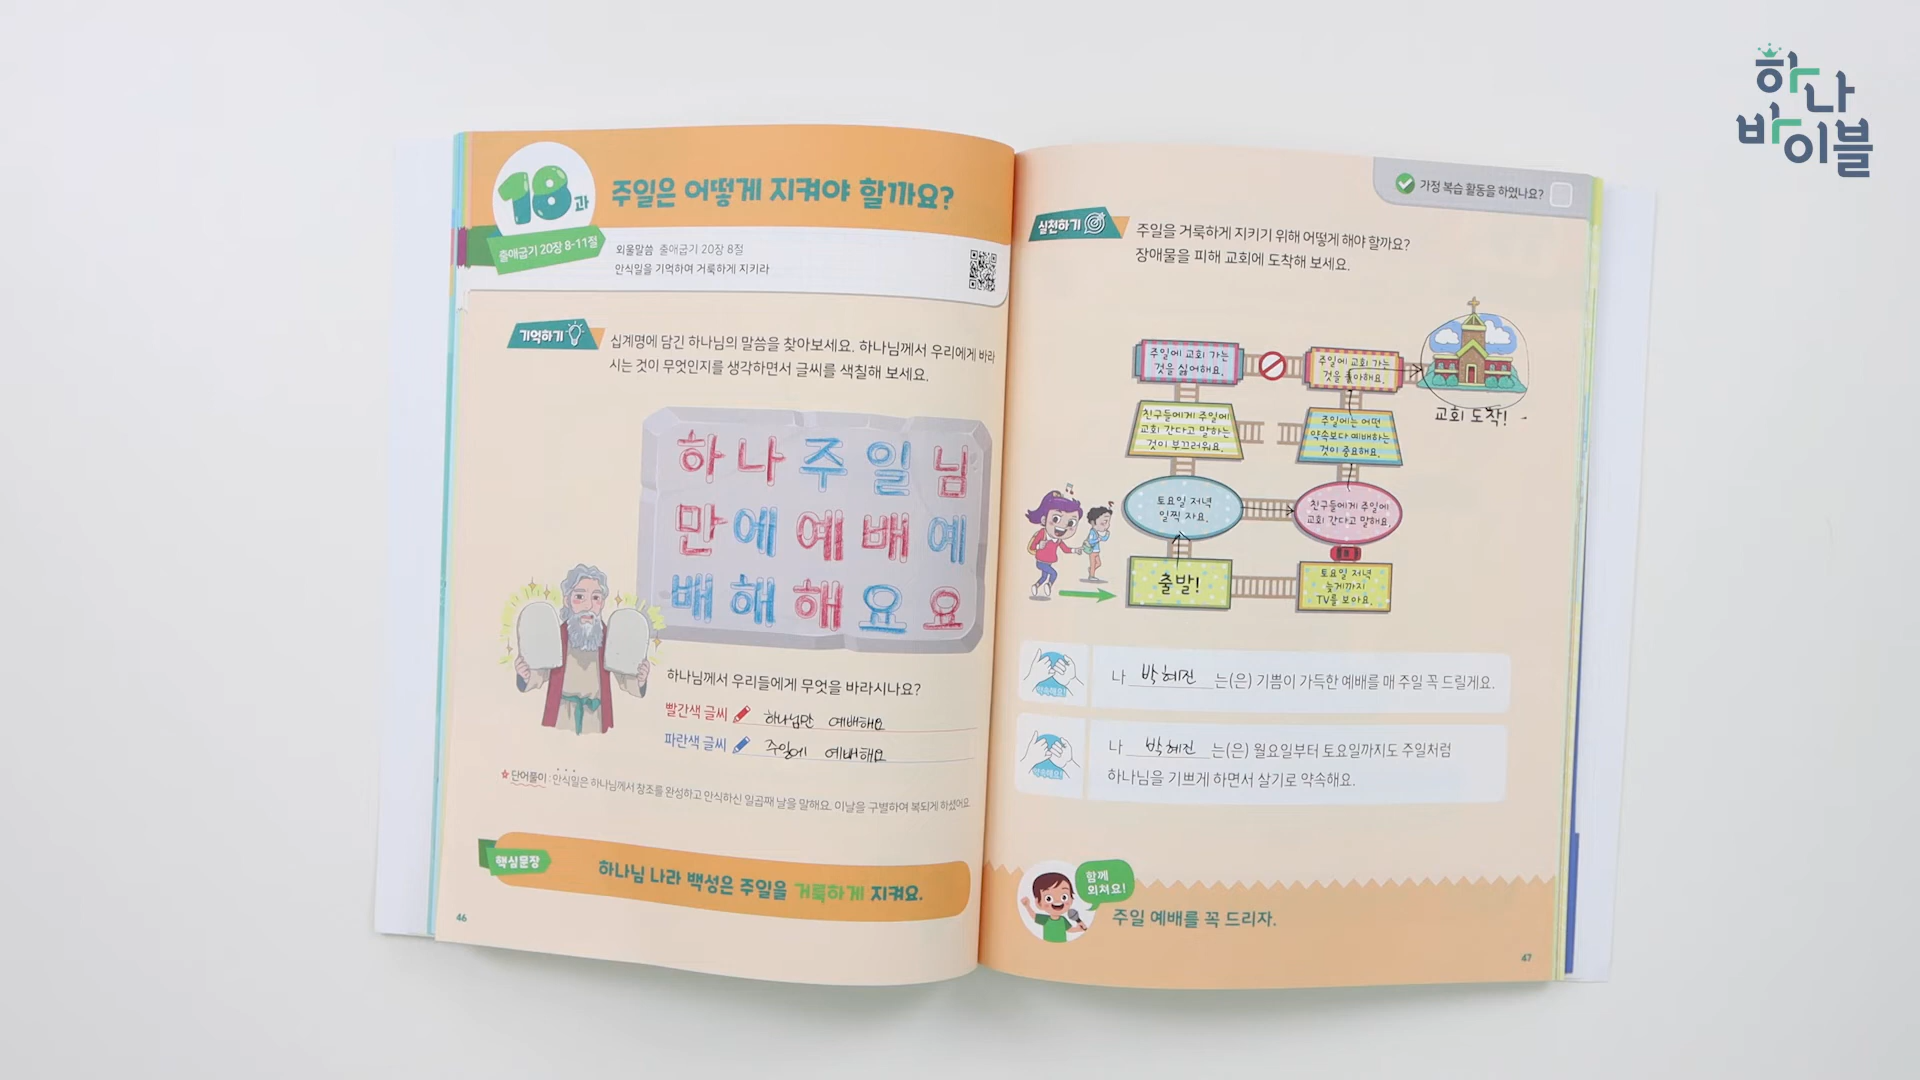 하나
바이블
18과
주일은 어떻게 지켜야 할까요?
출애굽기 20장 8-11절
외울말씀 출애굽기 20장 8절
안식일을 기억하여 거룩하게 지키라
기억하기
십계명에 담긴 하나님의 말씀을 찾아보세요. 하나님께서 우리에게 바라
시는 것이 무엇인지를 생각하면서 글씨를 색칠해 보세요.
하나주일님
만에예배예
배해해요요
하나님께서 우리들에게 무엇을 바라시나요?
빨간색 글씨 하나님만 예배해요
파란색 글씨 주일에 예배해요
단어풀이 : 안식일은 하나님께서 창조를 완성하고 안식하신 일곱째 날을 말해요. 이날을 구별하여 복되게 하셨어요.
핵심문장
하나님 나라 백성은 주일을 거룩하게 지켜요.
46
가정 복습 활동을 하였나요?
실천하기
주일을 거룩하게 지키기 위해 어떻게 해야 할까요?
장애물을 피해 교회에 도착해 보세요.
주일에 교회 가는
것을 싫어해요.
주일에 교회 가는
것을 좋아해요.
교회 도착!
친구들에게 주일에
교회 간다고 말하는
것이 부끄러워요.
주일에는 어떤
약속보다 예배하는
것이 중요해요.
토요일 저녁
일찍 자요.
친구들에게 주일에
교회 간다고 말해요.
출발!
토요일 저녁
늦게까지
TV를 보아요.
약속해요!
나 박혜진 는(은) 기쁨이 가득한 예배를 매 주일 꼭 드릴게요.
약속해요!
나 박혜진 는(은) 월요일부터 토요일까지도 주일처럼
하나님을 기쁘게 하면서 살기로 약속해요.
함께
외쳐요!
주일 예배를 꼭 드리자.
47